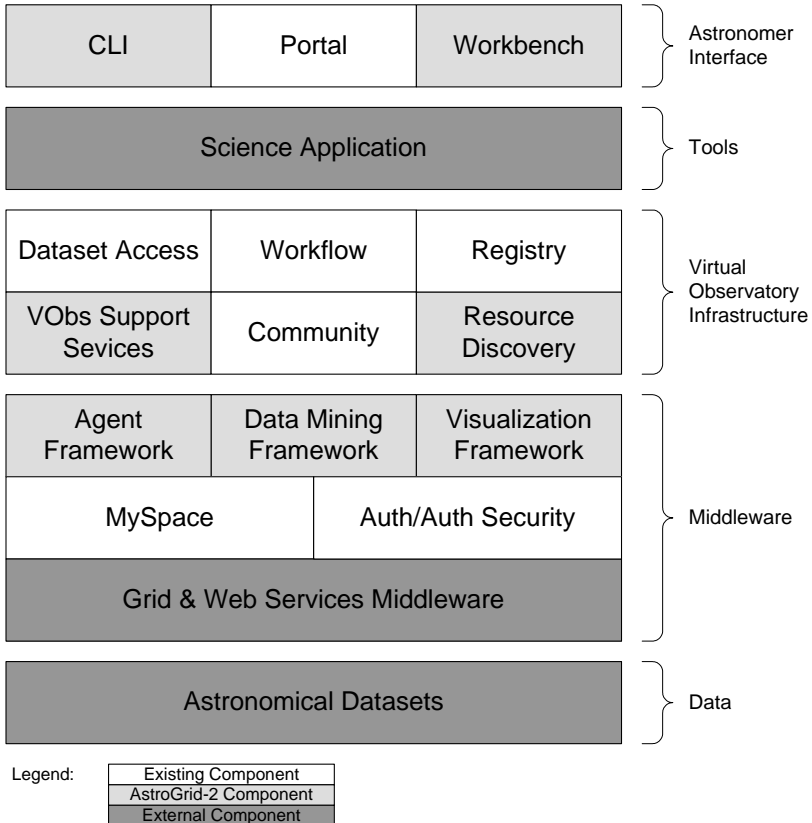 CLI
Portal
Workbench
Astronomer
Interface
Science Application
Tools
Dataset Access
Workflow
Registry
VObs Support
Sevices
Community
Resource
Discovery
Virtual
Observatory
Infrastructure
Agent
Framework
Data Mining
Framework
Visualization
Framework
MySpace
Auth/Auth Security
Grid & Web Services Middleware
Middleware
Astronomical Datasets
Data
Legend:
Existing Component
AstroGrid-2 Component
External Component